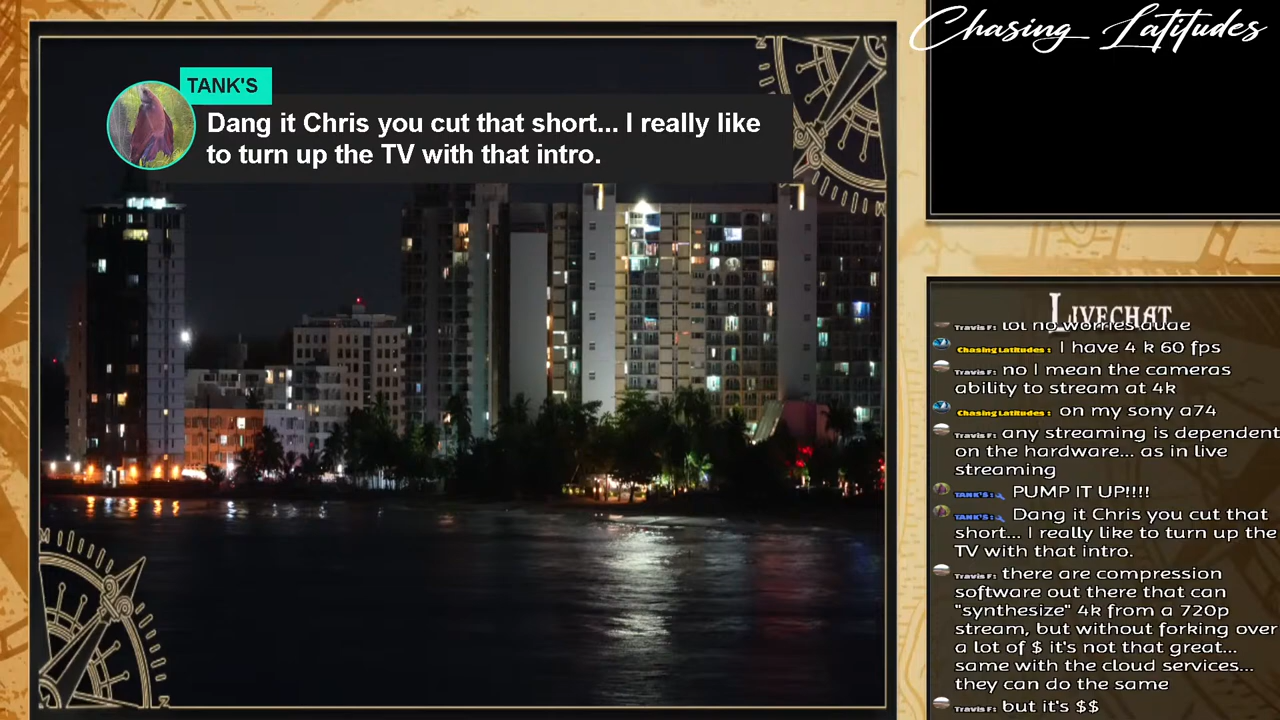 Chasing Latitudes
TANK'S
Dang it Chris you cut that short... I really like
to turn up the TV with that intro.
LIVECHAT
Travis F: lol no worries dude
Chasing Latitudes: I have 4 k 60 fps
Travis F: no I mean the cameras
ability to stream at 4k
Chasing Latitudes: on my sony a74
Travis F: any streaming is dependent
on the hardware... as in live
streaming
TANK'S: PUMP IT UP!!!!
TANK'S: Dang it Chris you cut that
short... I really like to turn up the
TV with that intro.
Travis F: there are compression
software out there that can
"synthesize" 4k from a 720p
stream, but without forking over
a lot of $ it's not that great...
same with the cloud services...
they can do the same
Travis F: but it's $$